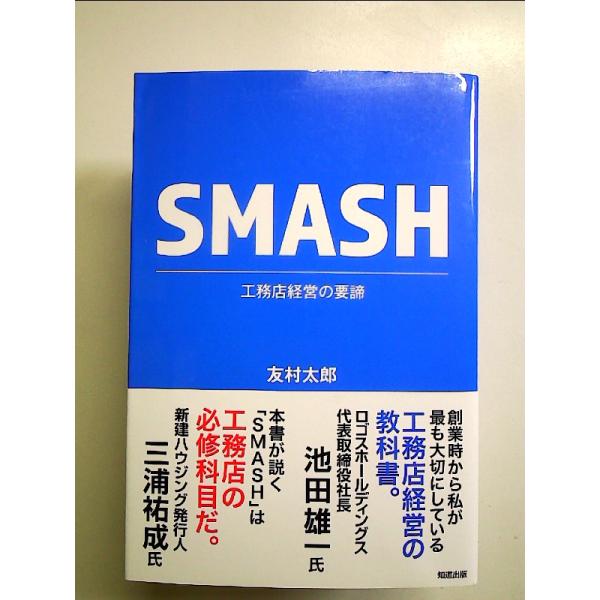 SMASH
工務店経営の要諦
友村太郎
創業時から私が
最も大切にしている
工務店経営の
教科書。
ロゴスホールディングス
代表取締役社長
池田雄一氏
本書が説く
「SMASH」は
工務店の
必修科目だ。
新建ハウジング発行人
三浦祐成氏
知道出版